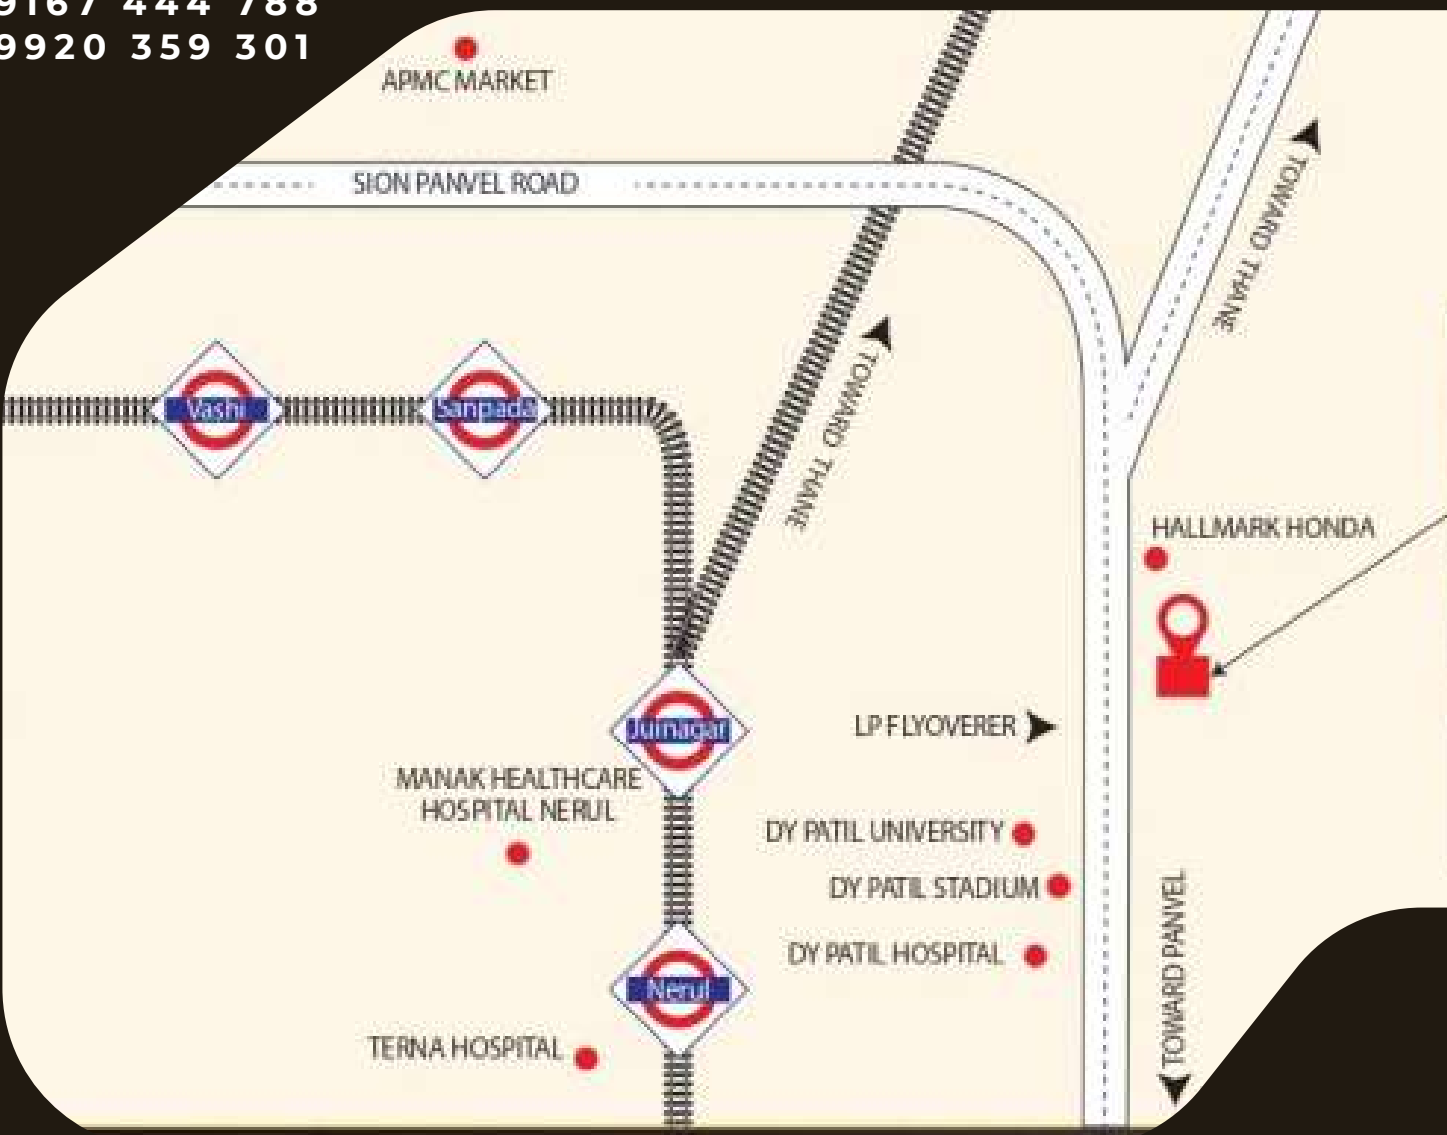 9167 444 788
9920 359 301
APMC MARKET
SION PANVEL ROAD
TOWARD THANE
TOWARD THANE
Vashi
Sanpada
HALLMARK HONDA
Juinagar
LP FLYOVERER
MANAK HEALTHCARE
HOSPITAL NERUL
DY PATIL UNIVERSITY
DY PATIL STADIUM
DY PATIL HOSPITAL
TOWARD PANVEL
Nerul
TERNA HOSPITAL